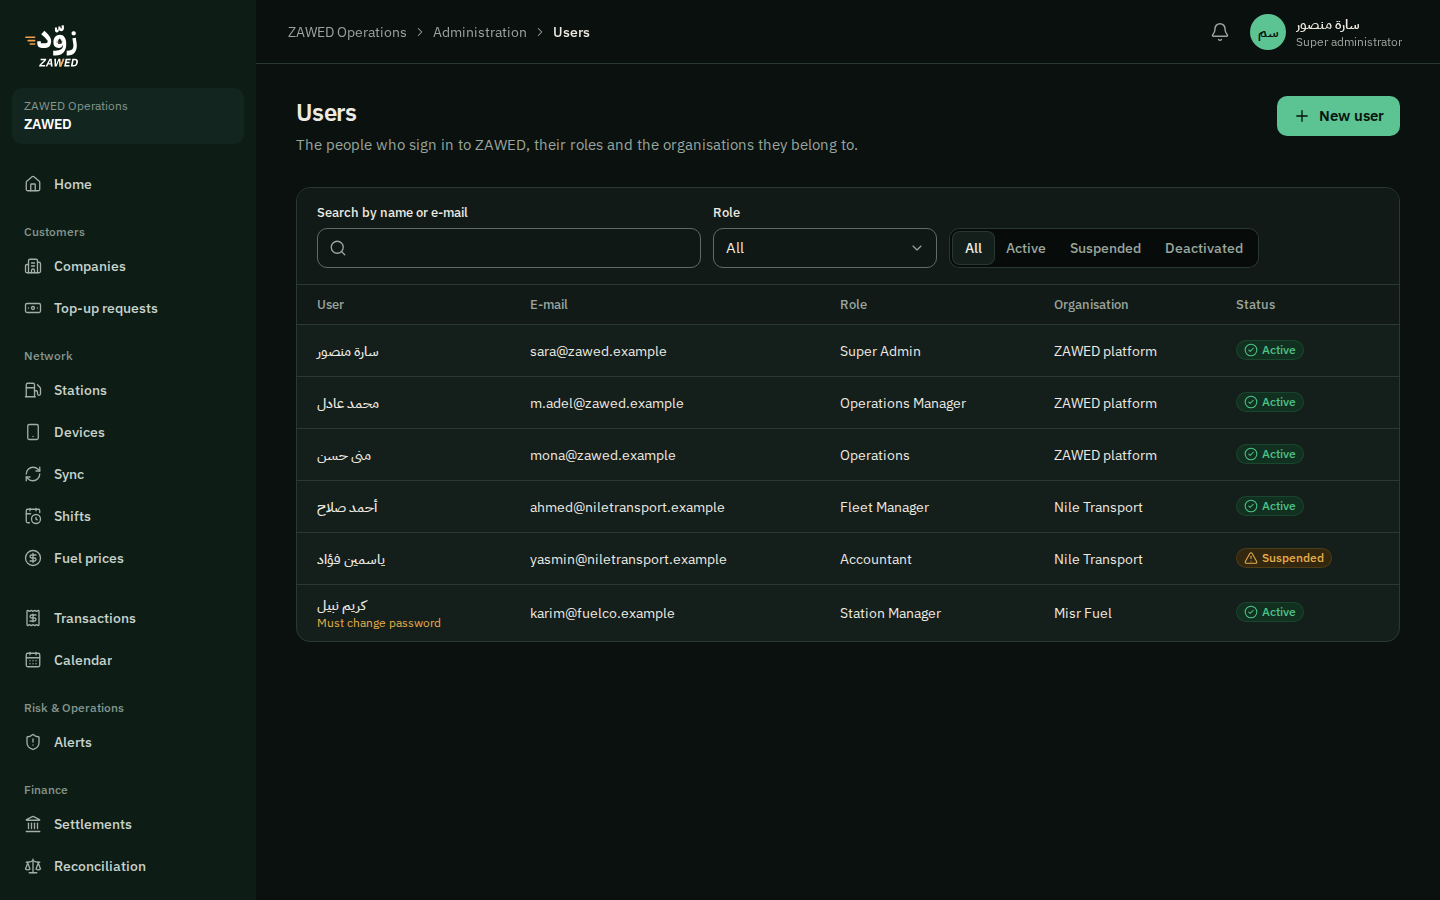 زوّد
ZAWED
ZAWED Operations
ZAWED
Home
Customers
Companies
Top-up requests
Network
Stations
Devices
Sync
Shifts
Fuel prices
Transactions
Calendar
Risk & Operations
Alerts
Finance
Settlements
Reconciliation
ZAWED Operations > Administration > Users
سم
سارة منصور
Super administrator
Users
The people who sign in to ZAWED, their roles and the organisations they belong to.
New user
Search by name or e-mail
Role
All
All Active Suspended Deactivated
User E-mail Role Organisation Status
سارة منصور sara@zawed.example Super Admin ZAWED platform Active
محمد عادل m.adel@zawed.example Operations Manager ZAWED platform Active
منى حسن mona@zawed.example Operations ZAWED platform Active
أحمد صلاح ahmed@niletransport.example Fleet Manager Nile Transport Active
ياسمين فؤاد yasmin@niletransport.example Accountant Nile Transport Suspended
كريم نبيل karim@fuelco.example Station Manager Misr Fuel Active
Must change password